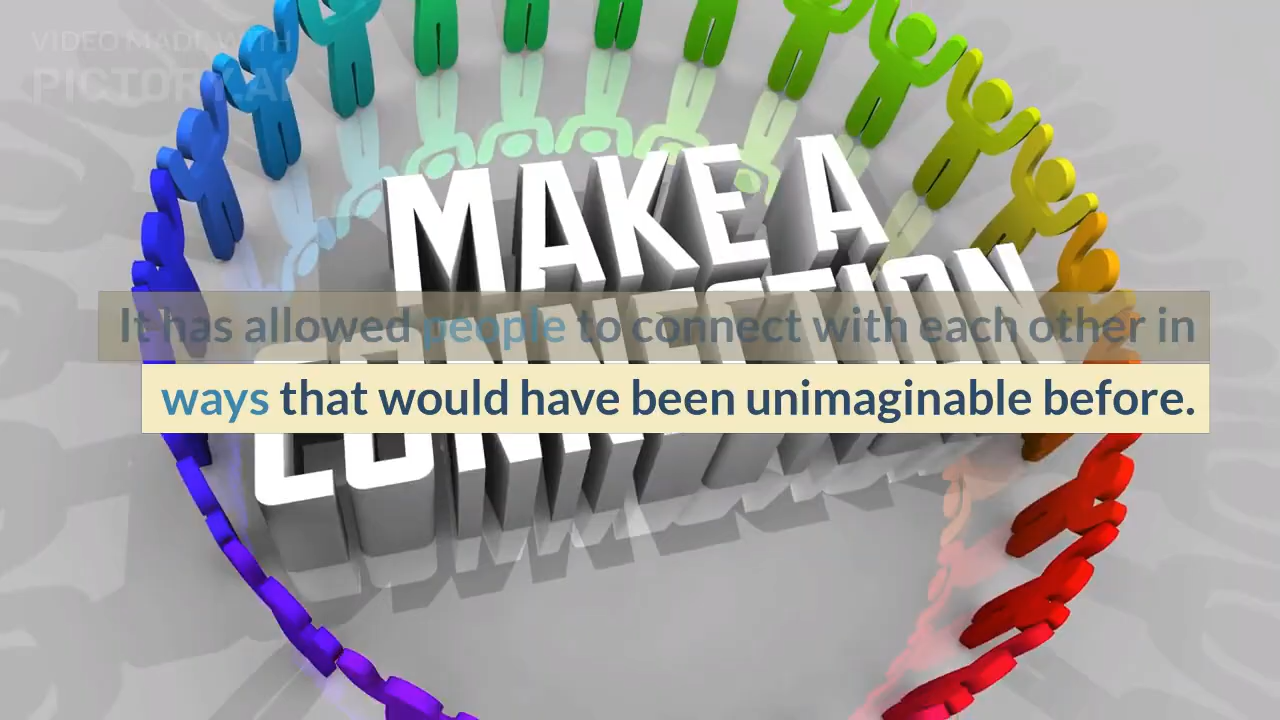 VIDEO MADE WITH
PICTORY.AI
MAKE A
CONNECTION
It has allowed people to connect with each other in
ways that would have been unimaginable before.